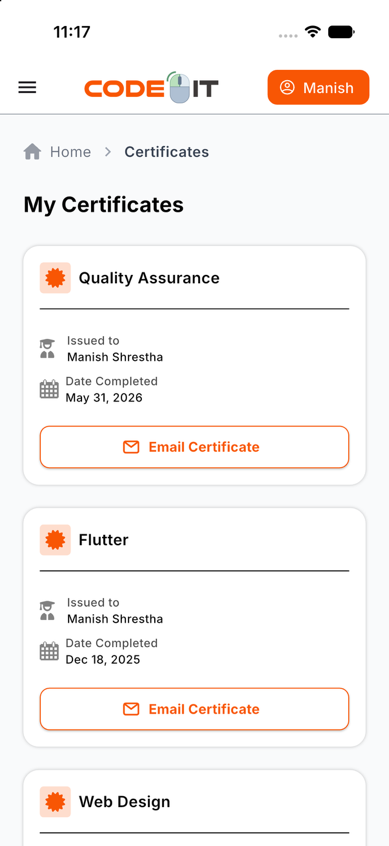 11:17
CODE IT
Manish
Home > Certificates
My Certificates
Quality Assurance
Issued to
Manish Shrestha
Date Completed
May 31, 2026
Email Certificate
Flutter
Issued to
Manish Shrestha
Date Completed
Dec 18, 2025
Email Certificate
Web Design